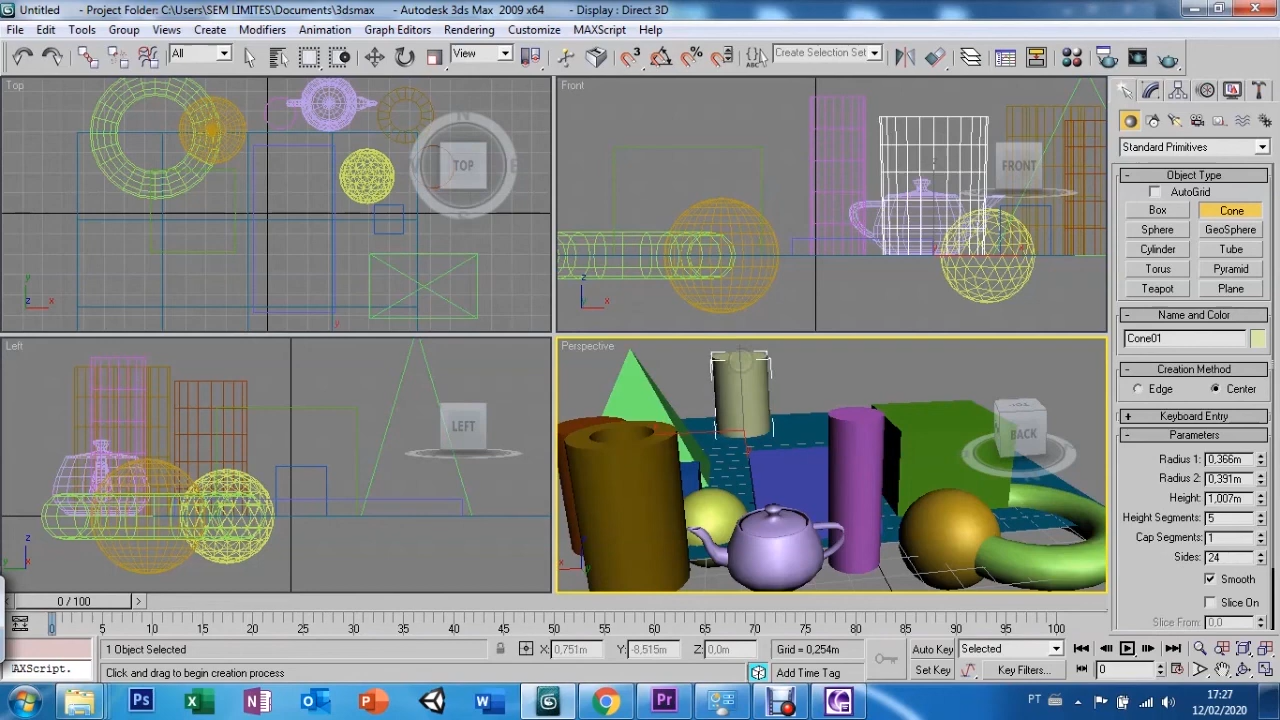 Untitled - Project Folder: C:\Users\SEM LIMITES\Documents\3dsmax - Autodesk 3ds Max 2009 x64 - Display : Direct 3D
File Edit Tools Group Views Create Modifiers Animation Graph Editors Rendering Customize MAXScript Help
All View Create Selection Set
Top
TOP
Front
FRONT
Left
LEFT
Perspective
BACK
Standard Primitives
Object Type
AutoGrid
Box Cone
Sphere GeoSphere
Cylinder Tube
Torus Pyramid
Teapot Plane
Name and Color
Cone01
Creation Method
Edge Center
Keyboard Entry
Parameters
Radius 1: 0,366m
Radius 2: 0,391m
Height: 1,007m
Height Segments: 5
Cap Segments: 1
Sides: 24
Smooth
Slice On
Slice From: 0,0
0 / 100
0 5 10 15 20 25 30 35 40 45 50 55 60 65 70 75 80 85 90 95 100
1 Object Selected X: 0,751m Y: -8,515m Z: 0,0m Grid = 0,254m Auto Key Selected
AXScript. Click and drag to begin creation process Add Time Tag Set Key Key Filters... 0
PT 17:27
12/02/2020